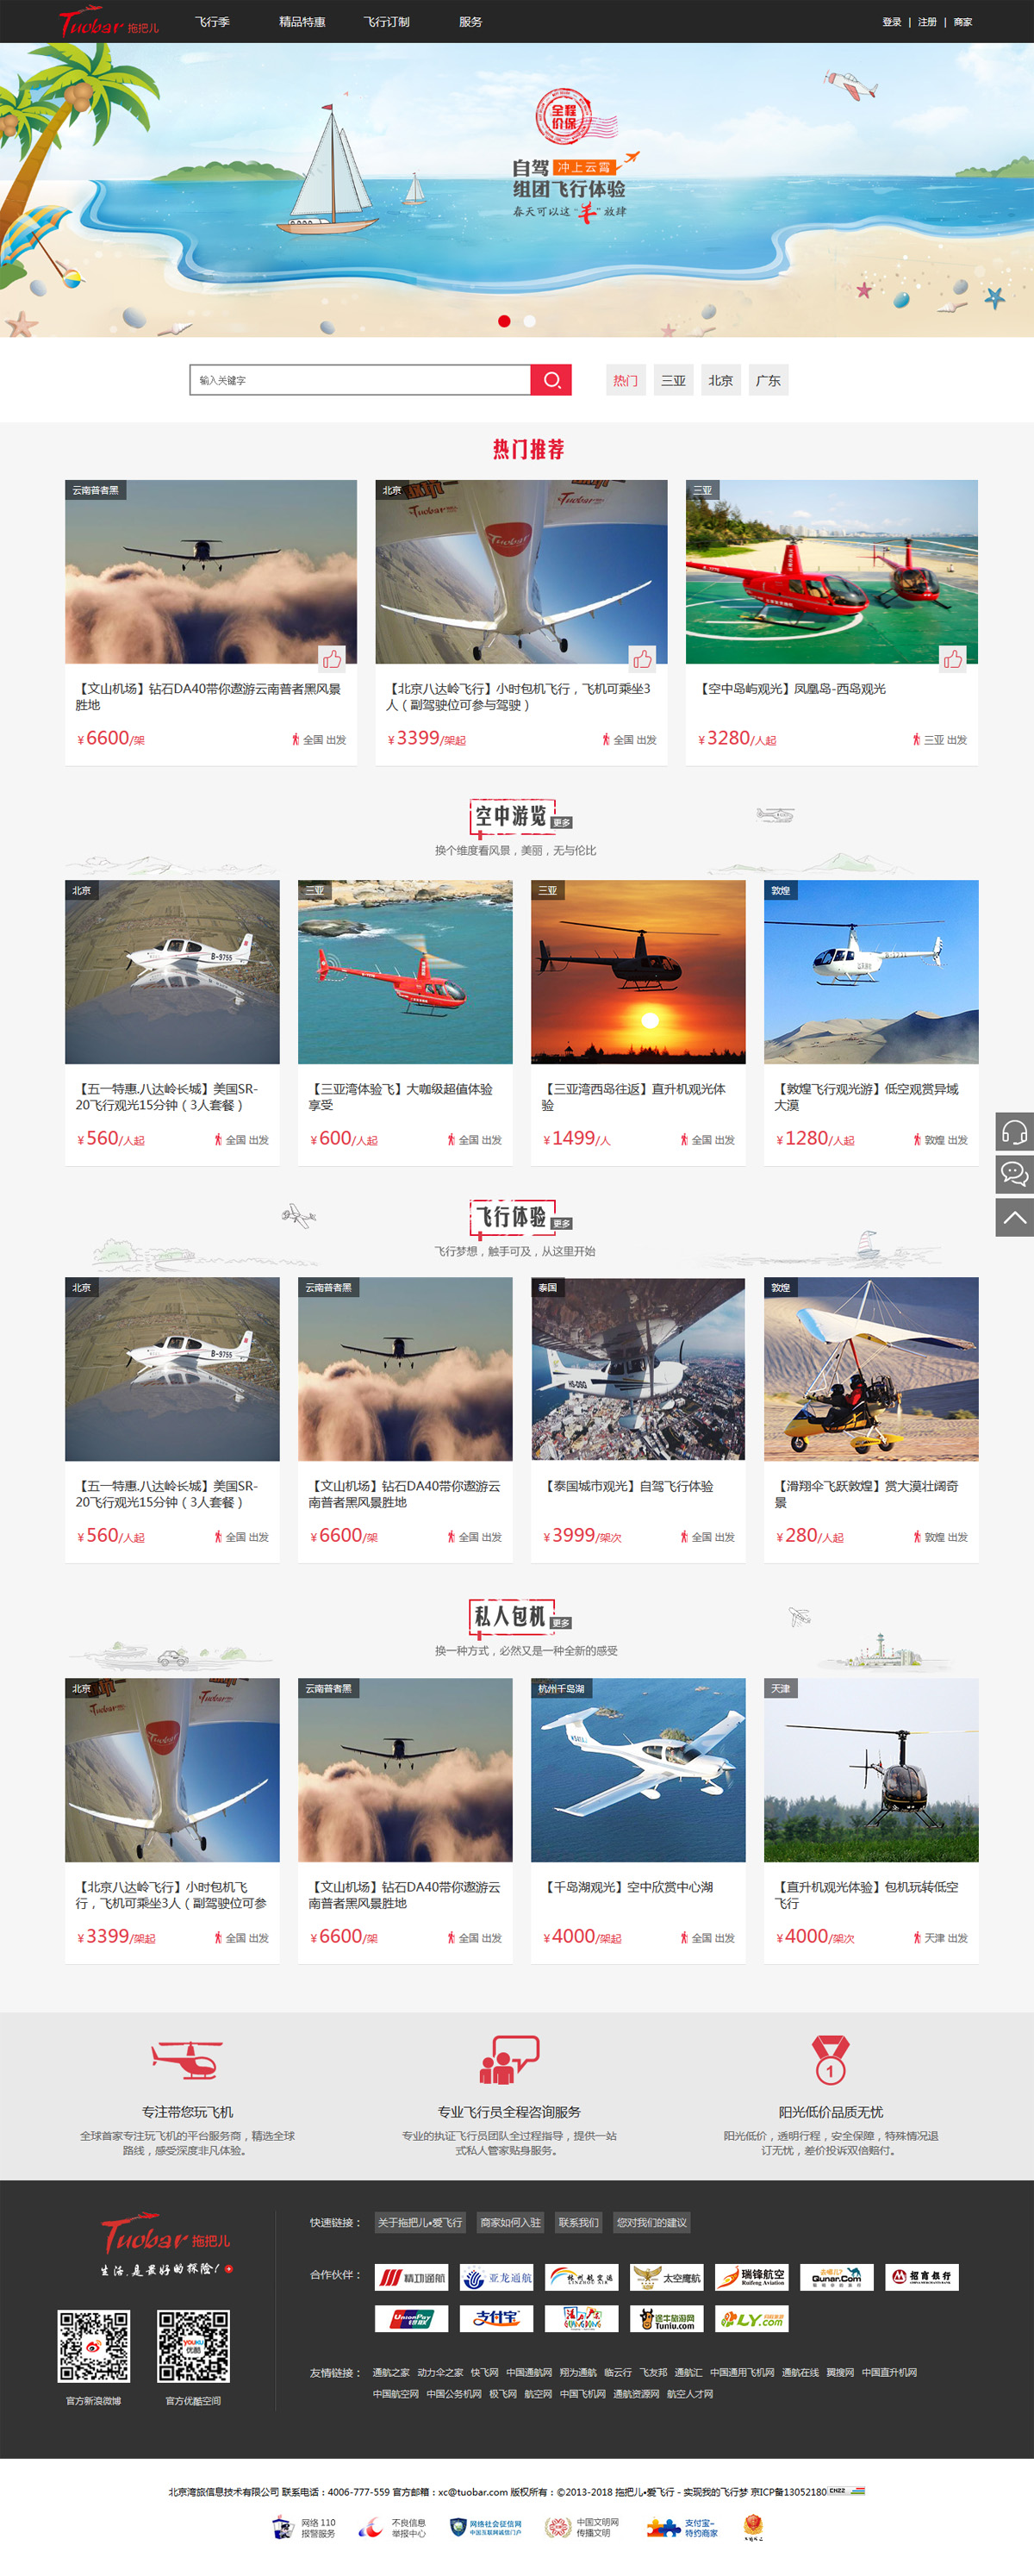 Tuobar 拖把儿 飞行季 精品特惠 飞行订制 服务 登录 | 注册 | 商家
全程
价保
自驾 冲上云霄
组团飞行体验
春天可以这"羊"放肆
输入关键字 热门 三亚 北京 广东
热门推荐
云南普者黑 北京 三亚
Tuobar
Tuobar
【文山机场】钻石DA40带你遨游云南普者黑风景
胜地
¥6600/架 全国 出发
【北京八达岭飞行】小时包机飞行，飞机可乘坐3
人（副驾驶位可参与驾驶）
¥3399/架起 全国 出发
【空中岛屿观光】凤凰岛-西岛观光
¥3280/人起 三亚 出发
空中游览 更多
换个维度看风景，美丽，无与伦比
北京 三亚 三亚 敦煌
B-9755
【五一特惠.八达岭长城】美国SR-
20飞行观光15分钟（3人套餐）
¥560/人起 全国 出发
【三亚湾体验飞】大咖级超值体验
享受
¥600/人起 全国 出发
【三亚湾西岛往返】直升机观光体
验
¥1499/人 全国 出发
【敦煌飞行观光游】低空观赏异域
大漠
¥1280/人起 敦煌 出发
飞行体验 更多
飞行梦想，触手可及，从这里开始
北京 云南普者黑 泰国 敦煌
B-9755
HS-DSG
【五一特惠.八达岭长城】美国SR-
20飞行观光15分钟（3人套餐）
¥560/人起 全国 出发
【文山机场】钻石DA40带你遨游云
南普者黑风景胜地
¥6600/架 全国 出发
【泰国城市观光】自驾飞行体验
¥3999/架次 全国 出发
【滑翔伞飞跃敦煌】赏大漠壮阔奇
景
¥280/人起 敦煌 出发
私人包机 更多
换一种方式，必然又是一种全新的感受
北京 云南普者黑 杭州千岛湖 天津
Tuobar
【北京八达岭飞行】小时包机飞
行，飞机可乘坐3人（副驾驶位可参
¥3399/架起 全国 出发
【文山机场】钻石DA40带你遨游云
南普者黑风景胜地
¥6600/架 全国 出发
【千岛湖观光】空中欣赏中心湖
¥4000/架起 全国 出发
【直升机观光体验】包机玩转低空
飞行
¥4000/架次 天津 出发
1
专注带您玩飞机
全球首家专注玩飞机的平台服务商，精选全球
路线，感受深度非凡体验。
专业飞行员全程咨询服务
专业的执证飞行员团队全过程指导，提供一站
式私人管家贴身服务。
阳光低价品质无忧
阳光低价，透明行程，安全保障，特殊情况退
订无忧，差价投诉双倍赔付。
Tuobar 拖把儿
生活,是最好的探险!
官方新浪微博
YOUKU
优酷
官方优酷空间
快速链接： 关于拖把儿•爱飞行 商家如何入驻 联系我们 您对我们的建议
合作伙伴： 精功通航 亚龙通航 林州航空运 LINZHOU AIR 太空鹰航 瑞锋航空 Ruifeng Aviation 去哪儿? Qunar.Com 招商银行 CHINA MERCHANTS BANK
UnionPay 银联 支付宝 途牛旅游网 Tuniu.com LY.com
友情链接： 通航之家 动力伞之家 快飞网 中国通航网 翔为通航 临云行 飞友邦 通航汇 中国通用飞机网 通航在线 翼搜网 中国直升机网
中国航空网 中国公务机网 极飞网 航空网 中国飞机网 通航资源网 航空人才网
北京湾旅信息技术有限公司 联系电话：4006-777-559 官方邮箱：xc@tuobar.com 版权所有：©2013-2018 拖把儿•爱飞行 - 实现我的飞行梦 京ICP备13052180 CNZZ
网络 110
报警服务
不良信息
举报中心
网络社会征信网
中国互联网诚信门户
中国文明网
传播文明
支付宝-
特约商家